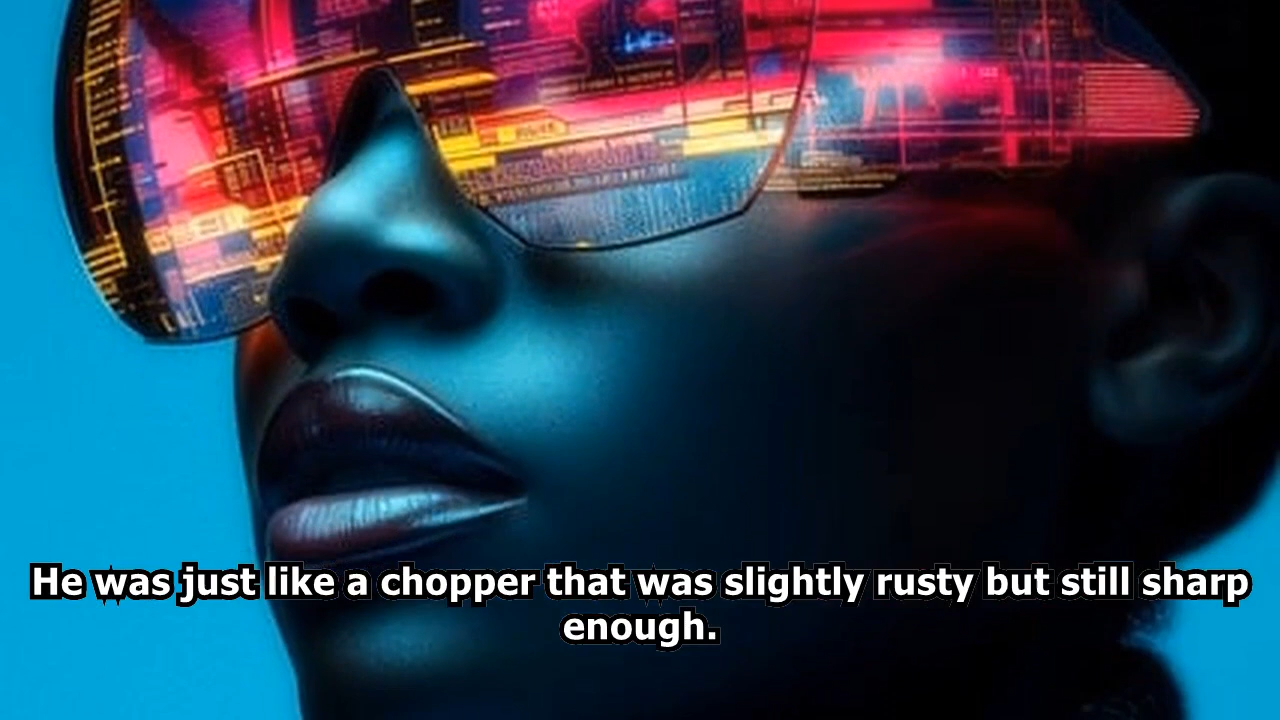 He was just like a chopper that was slightly rusty but still sharp
enough.